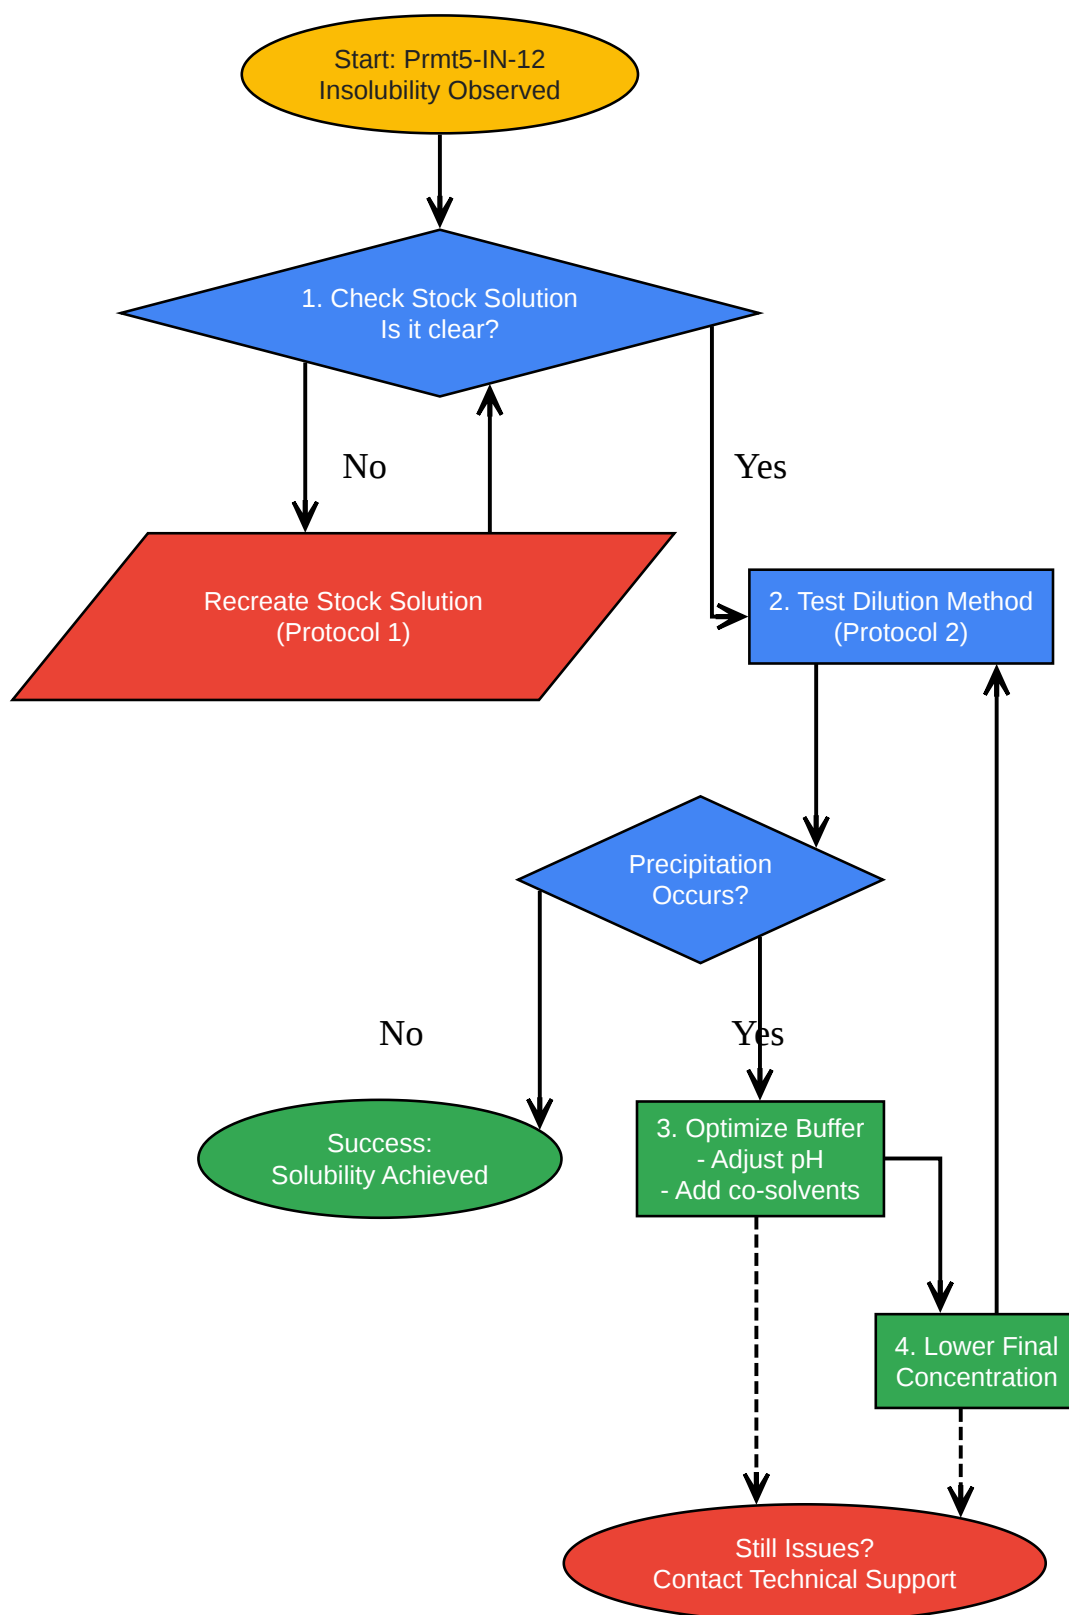 Start: Prmt5-IN-12
Insolubility Observed
1. Check Stock Solution
Is it clear?
No
Yes
Recreate Stock Solution
(Protocol 1)
2. Test Dilution Method
(Protocol 2)
Precipitation
Occurs?
No
Yes
Success:
Solubility Achieved
3. Optimize Buffer
- Adjust pH
- Add co-solvents
4. Lower Final
Concentration
Still Issues?
Contact Technical Support